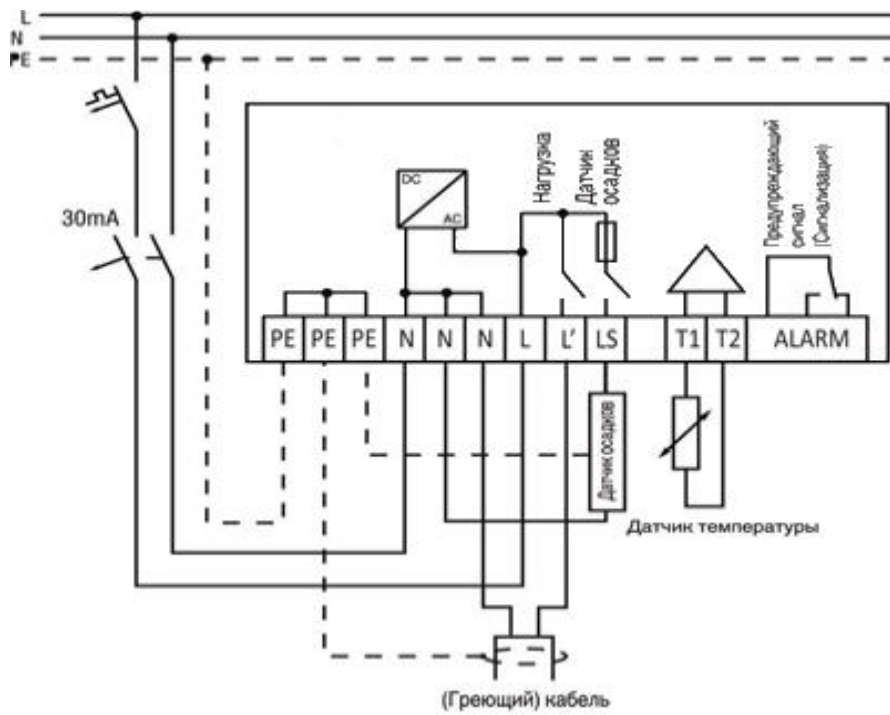 L
N
PE
30mA
DC
AC
Нагрузка
Датчик
осадков
Предупреждающий
сигнал
(Сигнализация)
PE PE PE N N N L L' LS T1 T2 ALARM
Датчик осадков
Датчик температуры
(Греющий) кабель